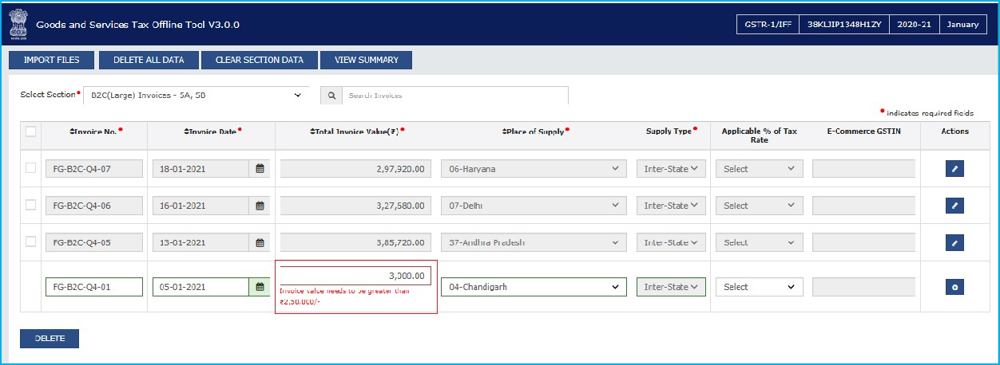 Goods and Services Tax Offline Tool V3.0.0
GSTR-1/IFF 38KLJIP1348H1ZY 2020-21 January
IMPORT FILES DELETE ALL DATA CLEAR SECTION DATA VIEW SUMMARY
Select Section• B2C(Large) Invoices - 5A, 5B Search Invoices
• indicates required fields
Invoice No.• Invoice Date• Total Invoice Value(₹)• Place of Supply• Supply Type• Applicable % of Tax Rate E-Commerce GSTIN Actions
FG-B2C-Q4-07 18-01-2021 2,97,920.00 06-Haryana Inter-State Select
FG-B2C-Q4-06 16-01-2021 3,27,680.00 07-Delhi Inter-State Select
FG-B2C-Q4-05 13-01-2021 3,85,720.00 37-Andhra Pradesh Inter-State Select
FG-B2C-Q4-01 05-01-2021 3,000.00 04-Chandigarh Inter-State Select
Invoice value needs to be greater than
₹2,50,000/-
DELETE